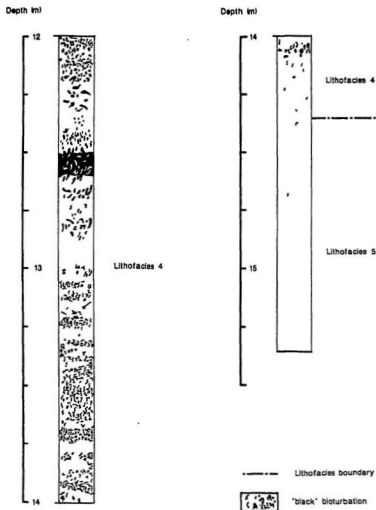 Depth (m)
12
13
14
Lithofacies 4
Depth (m)
14
15
Lithofacies 4
Lithofacies 5
Lithofacies boundary
"black" bioturbation